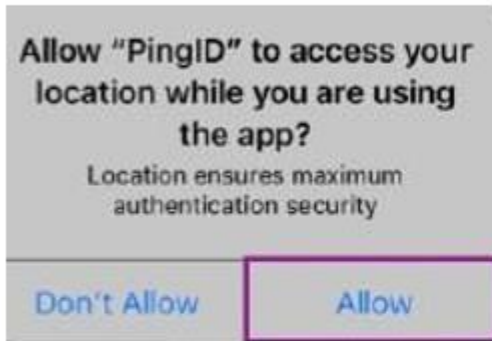 Allow “PingID” to access your
location while you are using
the app?
Location ensures maximum
authentication security
Don't Allow
Allow